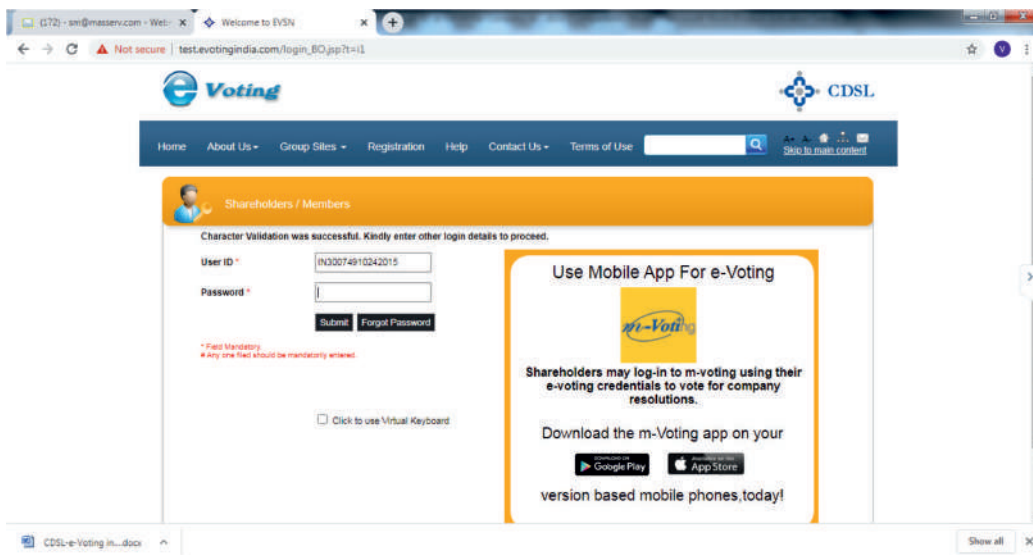 (172) - sm@masserv.com - Web-
Welcome to EVSN
Not secure | test.evotingindia.com/login_BO.jsp?t=i1
V
e Voting
CDSL
Home About Us Group Sites Registration Help Contact Us Terms of Use
A+ A-
Skip to main content
Shareholders / Members
Character Validation was successful. Kindly enter other login details to proceed.
User ID * IN30074910242015
Password *
Submit Forgot Password
* Field Mandatory.
# Any one filed should be mandatorily entered.
Click to use Virtual Keyboard
Use Mobile App For e-Voting
m-Voting
Shareholders may log-in to m-voting using their
e-voting credentials to vote for company
resolutions.
Download the m-Voting app on your
Google Play
App Store
version based mobile phones,today!
CDSL-e-Voting in....docx
Show all